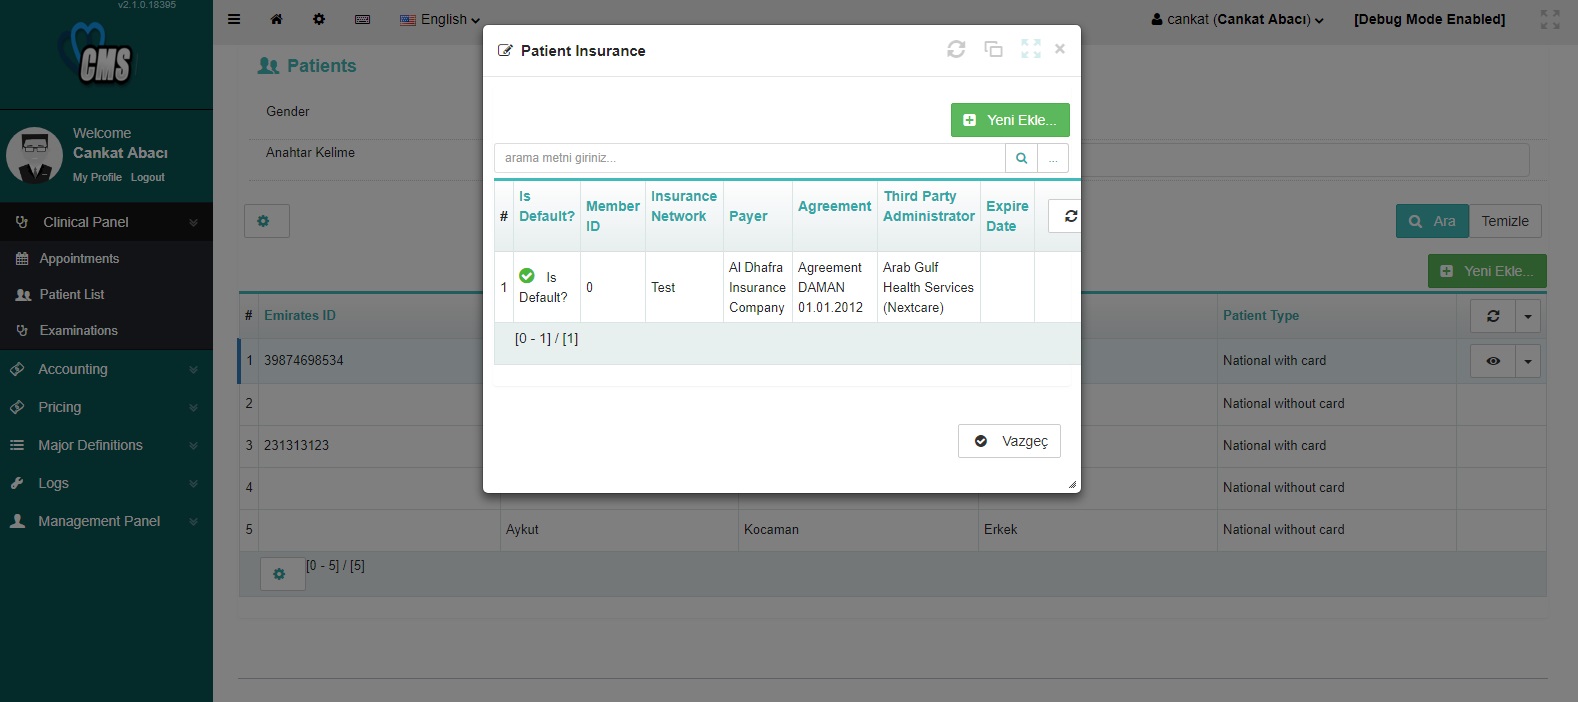 v2.1.0.18395
CMS
Welcome
Cankat Abacı
My Profile Logout
Clinical Panel
Appointments
Patient List
Examinations
Accounting
Pricing
Major Definitions
Logs
Management Panel
English
cankat (Cankat Abacı)
[Debug Mode Enabled]
Patients
Gender
Anahtar Kelime
Ara
Temizle
Yeni Ekle...
# Emirates ID Patient Type
1 39874698534 National with card
2 National without card
3 231313123 National with card
4 National without card
5 Aykut Kocaman Erkek National without card
[0 - 5] / [5]
Patient Insurance
Yeni Ekle...
arama metni giriniz...
...
# Is Default? Member ID Insurance Network Payer Agreement Third Party Administrator Expire Date
1 Is Default? 0 Test Al Dhafra Insurance Company Agreement DAMAN 01.01.2012 Arab Gulf Health Services (Nextcare)
[0 - 1] / [1]
Vazgeç